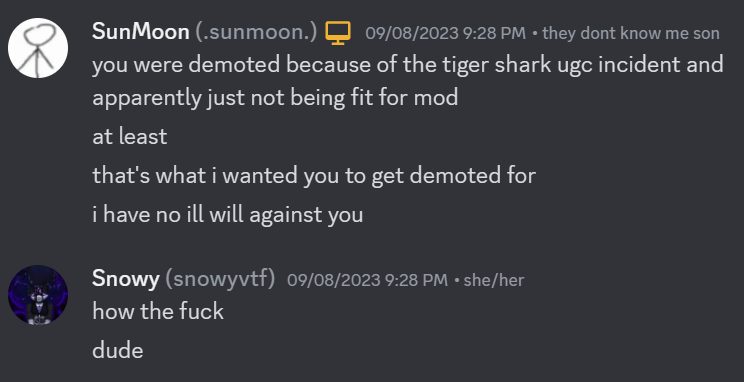 SunMoon (.sunmoon.) 09/08/2023 9:28 PM • they dont know me son
you were demoted because of the tiger shark ugc incident and
apparently just not being fit for mod
at least
that's what i wanted you to get demoted for
i have no ill will against you
Snowy (snowyvtf) 09/08/2023 9:28 PM • she/her
how the fuck
dude